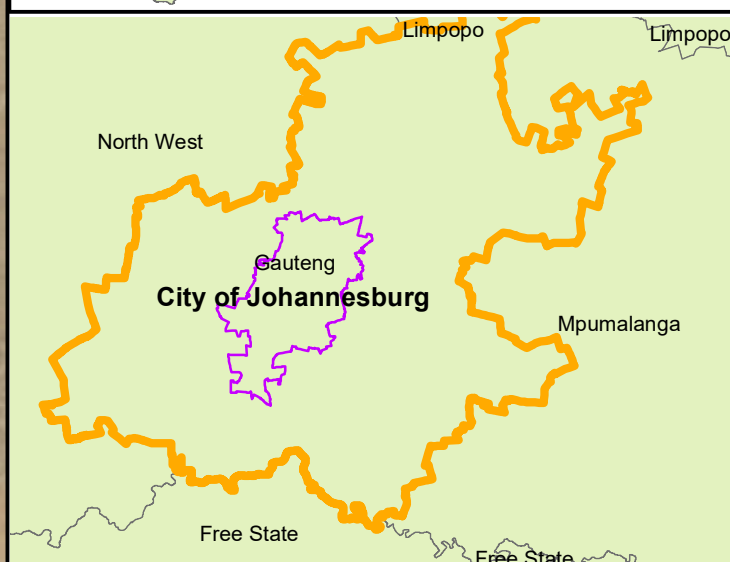 Limpopo
Limpopo
North West
Gauteng
City of Johannesburg
Mpumalanga
Free State
Free State